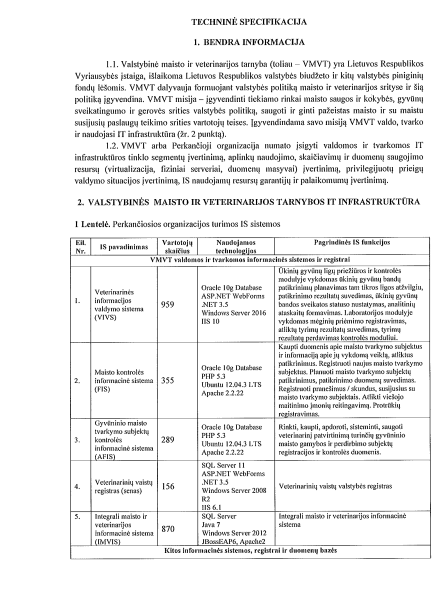 TECHNINĖ SPECIFIKACIJA
1. BENDRA INFORMACIJA
1.1. Valstybinė maisto ir veterinarijos tarnyba (toliau – VMVT) yra Lietuvos Respublikos
Vyriausybės įstaiga, išlaikoma Lietuvos Respublikos valstybės biudžeto ir kitų valstybės piniginių
fondų lėšomis. VMVT dalyvauja formuojant valstybės politiką maisto ir veterinarijos srityse ir šią
politiką įgyvendina. VMVT misija – įgyvendinti tiekiamo rinkai maisto saugos ir kokybės, gyvūnų
sveikatingumo ir gerovės srities valstybės politiką, saugoti ir ginti pažeistas maisto ir su maistu
susijusių paslaugų teikimo srities vartotojų teises. Įgyvendindama savo misiją VMVT valdo, tvarko
ir naudojasi IT infrastruktūra (žr. 2 punktą).
1.2. VMVT arba Perkančioji organizacija numato įsigyti valdomos ir tvarkomos IT
infrastruktūros tinklo segmentų įvertinimą, aplinkų naudojimo, skaičiavimų ir duomenų saugojimo
resursų (virtualizacija, fiziniai serveriai, duomenų masyvai) įvertinimą, privilegijuotų prieigų
valdymo situacijos įvertinimą, IS naudojamų resursų garantijų ir palaikomumų įvertinimą.
2. VALSTYBINĖS MAISTO IR VETERINARIJOS TARNYBOS IT INFRASTRUKTŪRA
1 Lentelė. Perkančiosios organizacijos turimos IS sistemos
Eil. Nr. IS pavadinimas Vartotojų skaičius Naudojamos technologijos Pagrindinės IS funkcijos
VMVT valdomos ir tvarkomos informacinės sistemos ir registrai
1. Veterinarinės
informacijos
valdymo sistema
(VIVS)
959
Oracle 10g Database
ASP.NET WebForms
.NET 3.5
Windows Server 2016
IIS 10
Ūkinių gyvūnų ligų priežiūros ir kontrolės
modulyje vykdomas ūkinių gyvūnų bandų
patikrinimų planavimas tam tikros ligos atžvilgiu,
patikrinimo rezultatų suvedimas, ūkinių gyvūnų
bandos sveikatos statuso nustatymas, analitinių
ataskaitų formavimas. Laboratorijos modulyje
vykdomas mėginių priėmimo registravimas,
atliktų tyrimų rezultatų suvedimas, tyrimų
rezultatų perdavimas kontrolės moduliui.
2. Maisto kontrolės
informacinė sistema
(FIS)
355
Oracle 10g Database
PHP 5.3
Ubuntu 12.04.3 LTS
Apache 2.2.22
Kaupti duomenis apie maisto tvarkymo subjektus
ir informaciją apie jų vykdomą veiklą, atliktus
patikrinimus. Registruoti naujus maisto tvarkymo
subjektus. Planuoti maisto tvarkymo subjektų
patikrinimus, patikrinimo duomenų suvedimas.
Registruoti pranešimus / skundus, susijusius su
maisto tvarkymo subjektais. Atlikti viešojo
maitinimo įmonių reitingavimą. Protrūkių
registravimas.
3. Gyvūninio maisto
tvarkymo subjektų
kontrolės
informacinė sistema
(AFIS)
289
Oracle 10g Database
PHP 5.3
Ubuntu 12.04.3 LTS
Apache 2.2.22
Rinkti, kaupti, apdoroti, sisteminti, saugoti
veterinarinį patvirtinimą turinčių gyvūninio
maisto gamybos ir perdirbimo subjektų
registracijos ir kontrolės duomenis.
4. Veterinarinių vaistų
registras (senas)
156
SQL Server 11
ASP.NET WebForms
.NET 3.5
Windows Server 2008
R2
IIS 6.1
Veterinarinių vaistų valstybės registras
5. Integrali maisto ir
veterinarijos
informacinė sistema
(IMVIS)
870
SQL Server
Java 7
Windows Server 2012
JBossEAP6, Apache2
Integrali maisto ir veterinarijos informacinė
sistema
Kitos informacinės sistemos, registrai ir duomenų bazės